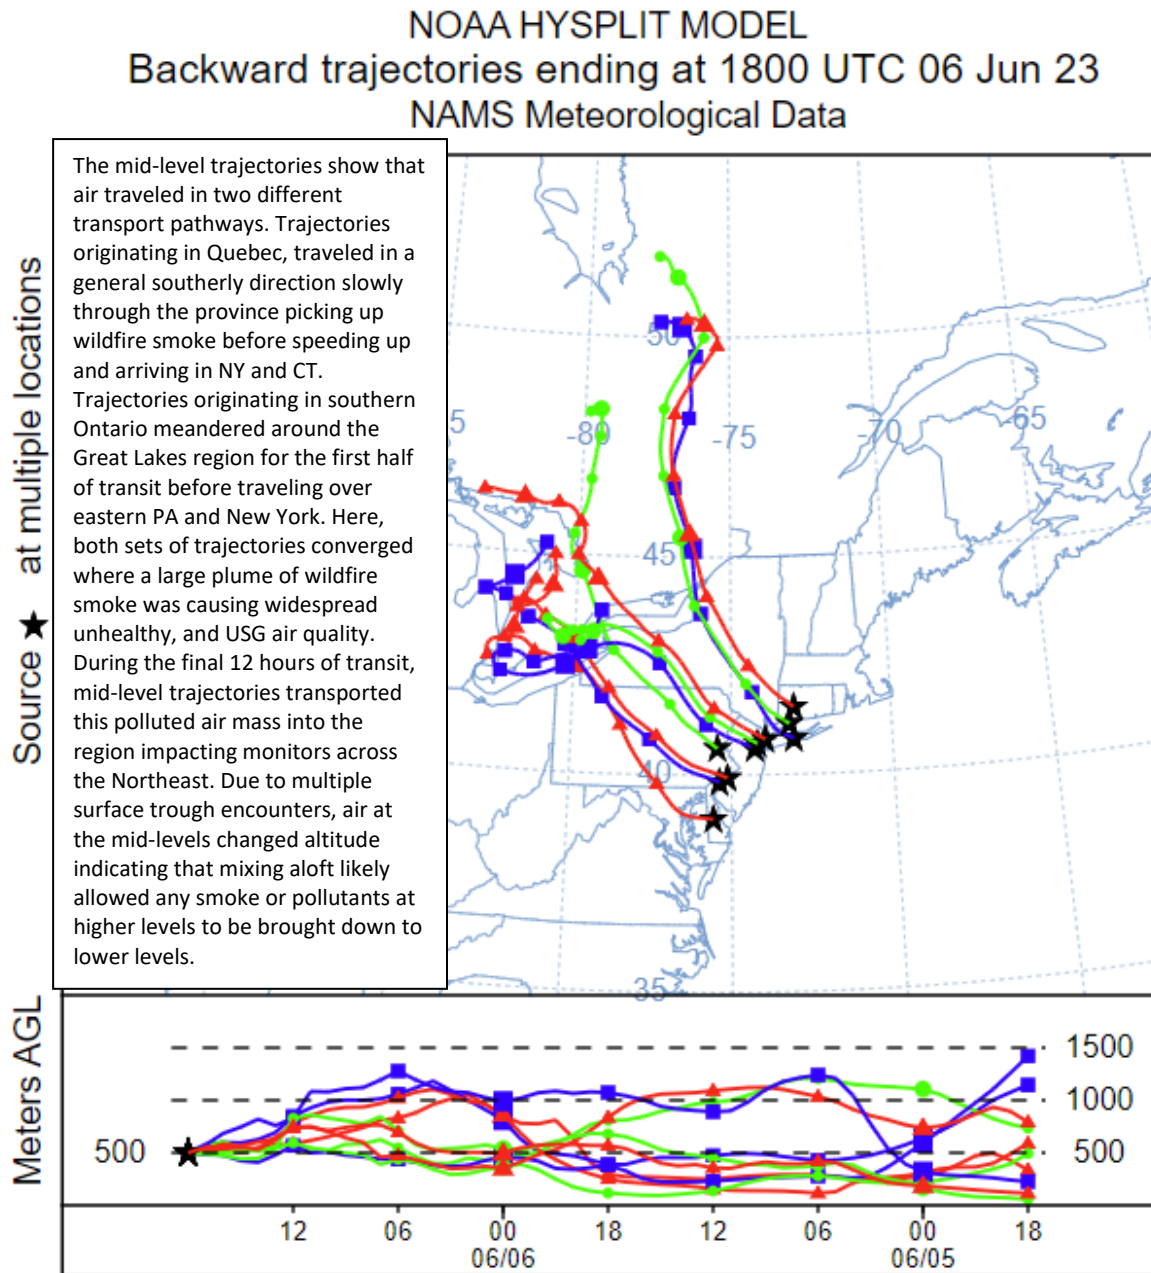 NOAA HYSPLIT MODEL
Backward trajectories ending at 1800 UTC 06 Jun 23
NAMS Meteorological Data
The mid-level trajectories show that
air traveled in two different
transport pathways. Trajectories
originating in Quebec, traveled in a
general southerly direction slowly
through the province picking up
wildfire smoke before speeding up
and arriving in NY and CT.
Trajectories originating in southern
Ontario meandered around the
Great Lakes region for the first half
of transit before traveling over
eastern PA and New York. Here,
both sets of trajectories converged
where a large plume of wildfire
smoke was causing widespread
unhealthy, and USG air quality.
During the final 12 hours of transit,
mid-level trajectories transported
this polluted air mass into the
region impacting monitors across
the Northeast. Due to multiple
surface trough encounters, air at
the mid-levels changed altitude
indicating that mixing aloft likely
allowed any smoke or pollutants at
higher levels to be brought down to
lower levels.
Source ★ at multiple locations
50
5 -80 -75 -70 -65
45
40
35
Meters AGL
1500
1000
500 500
12 06 00 18 12 06 00 18
06/06 06/05